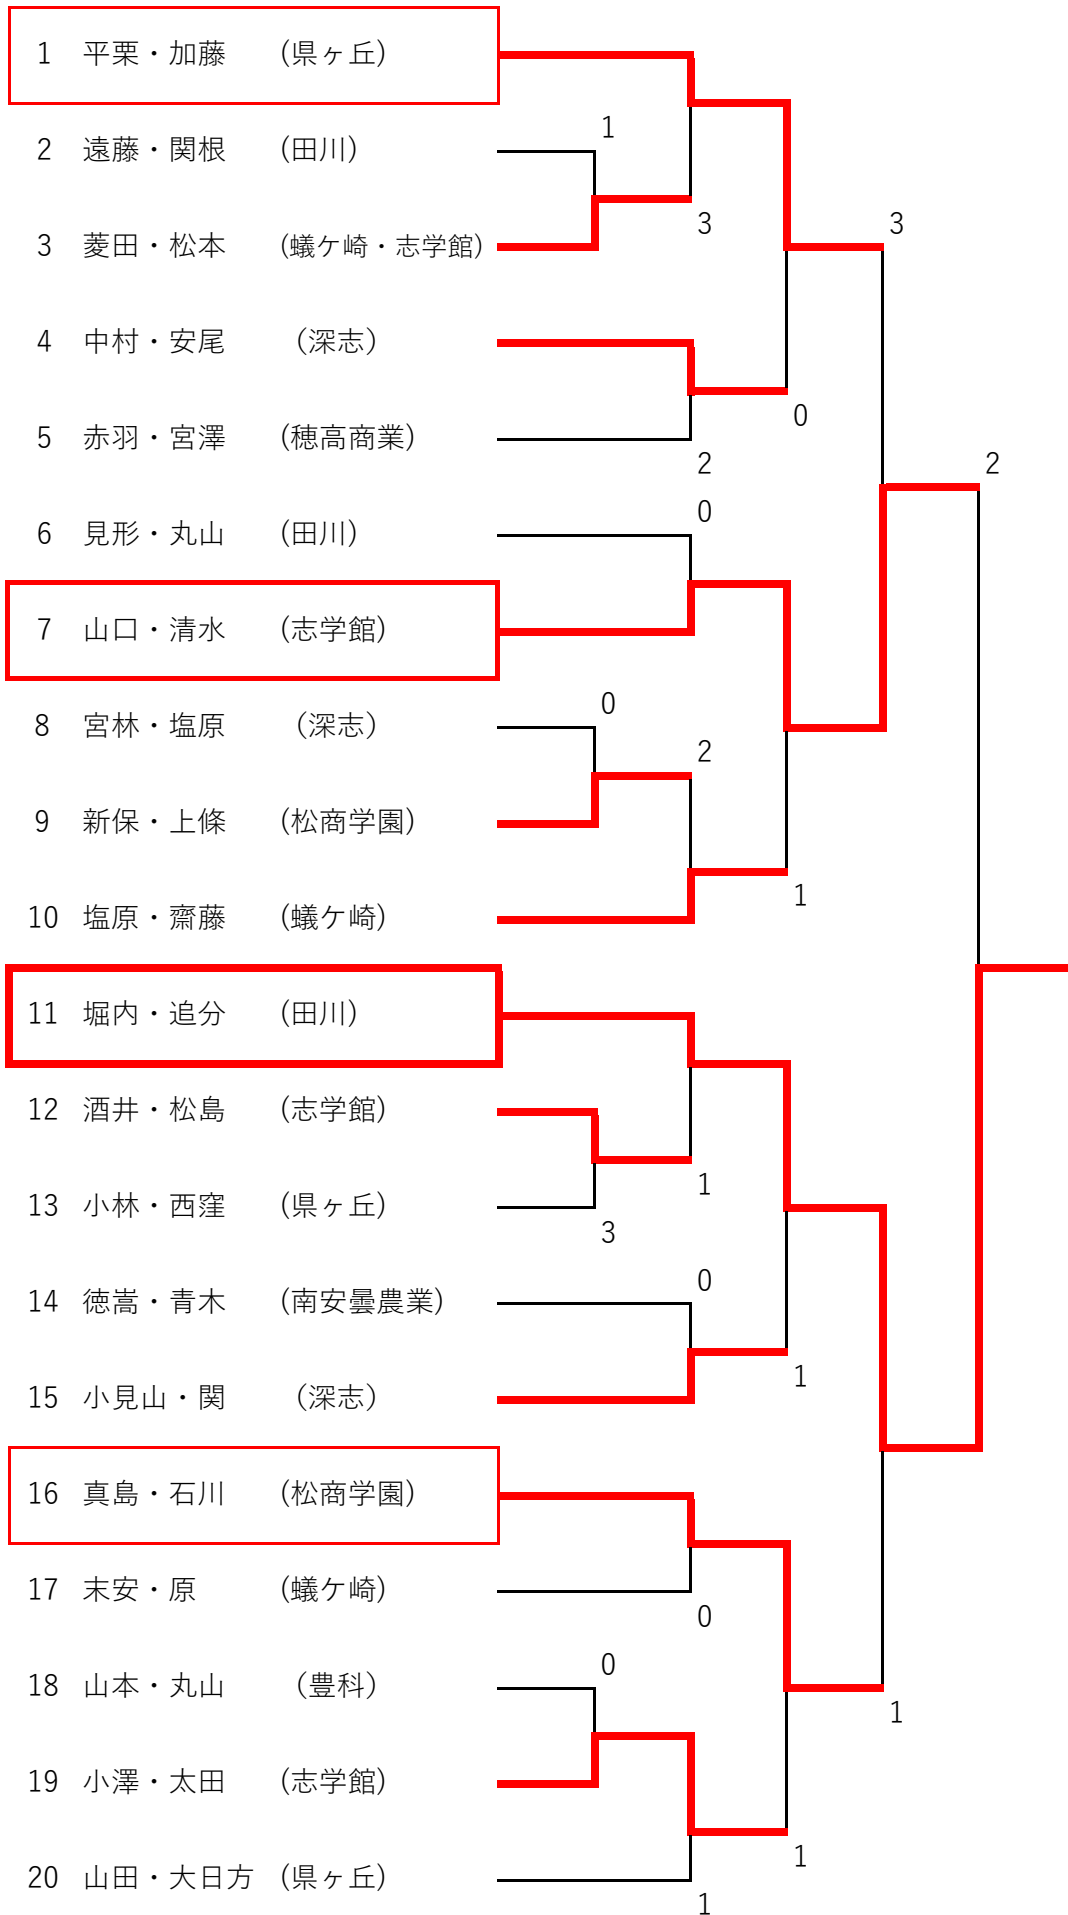 1 平栗・加藤 (県ヶ丘)
1
2 遠藤・関根 (田川)
3 3
3 菱田・松本 (蟻ケ崎・志学館)
4 中村・安尾 (深志)
0
5 赤羽・宮澤 (穂高商業)
2 2
0
6 見形・丸山 (田川)
7 山口・清水 (志学館)
0
8 宮林・塩原 (深志)
2
9 新保・上條 (松商学園)
1
10 塩原・齋藤 (蟻ケ崎)
11 堀内・追分 (田川)
12 酒井・松島 (志学館)
1
13 小林・西窪 (県ヶ丘)
3
0
14 徳嵩・青木 (南安曇農業)
1
15 小見山・関 (深志)
16 真島・石川 (松商学園)
17 末安・原 (蟻ケ崎)
0
0
18 山本・丸山 (豊科)
1
19 小澤・太田 (志学館)
1
20 山田・大日方 (県ヶ丘)
1